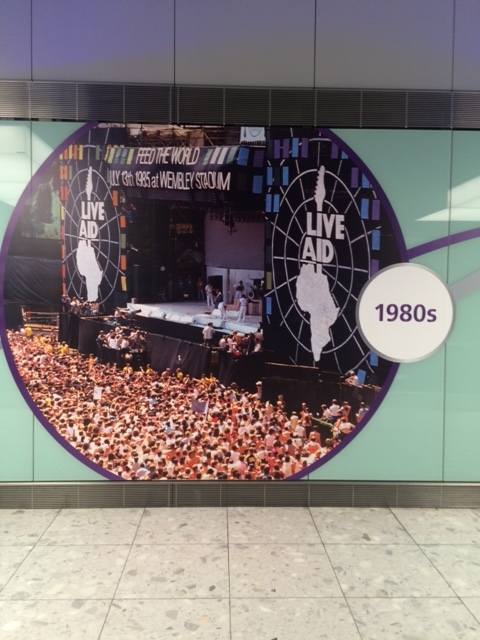 FEED THE WORLD
JULY 13th 1985 at WEMBLEY STADIUM
LIVE
AID
LIVE
AID
1980s